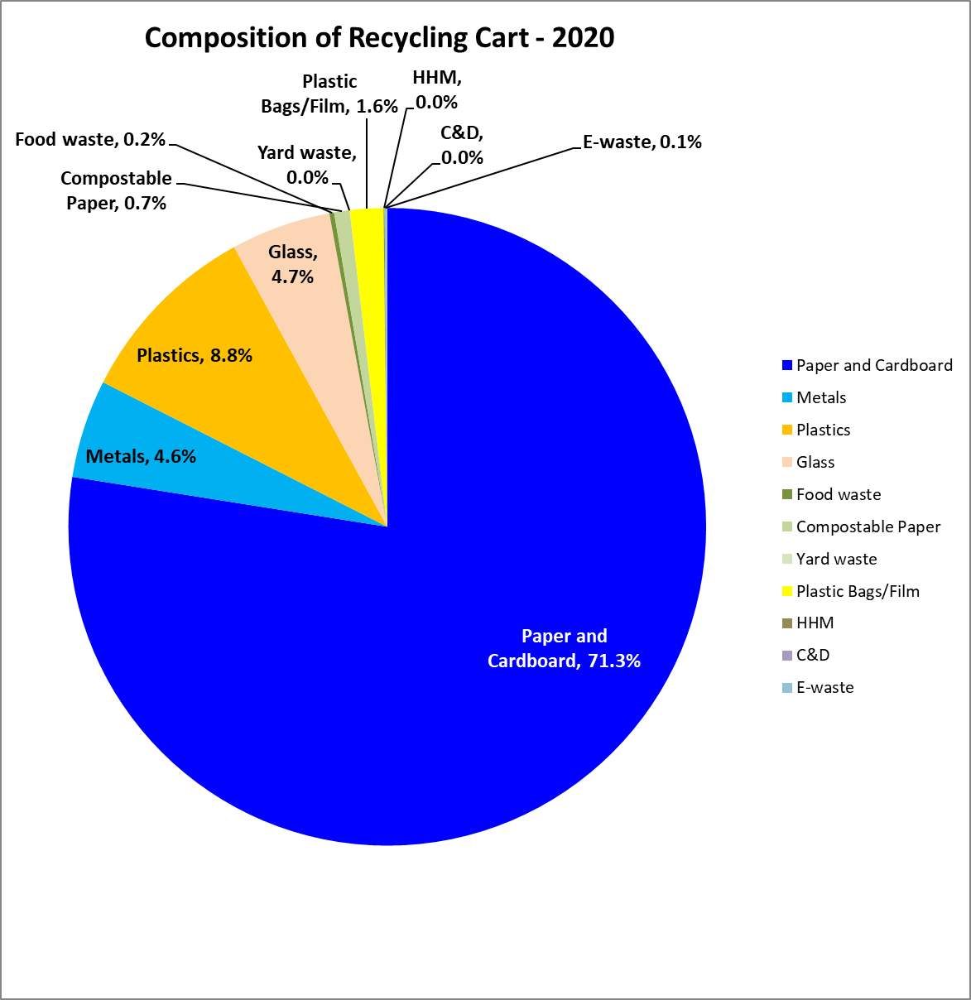 Composition of Recycling Cart - 2020
Plastic
Bags/Film, 1.6%
HHM,
0.0%
C&D,
0.0%
E-waste, 0.1%
Food waste, 0.2%
Yard waste,
0.0%
Compostable
Paper, 0.7%
Glass,
4.7%
Plastics, 8.8%
Metals, 4.6%
Paper and
Cardboard, 71.3%
Paper and Cardboard
Metals
Plastics
Glass
Food waste
Compostable Paper
Yard waste
Plastic Bags/Film
HHM
C&D
E-waste